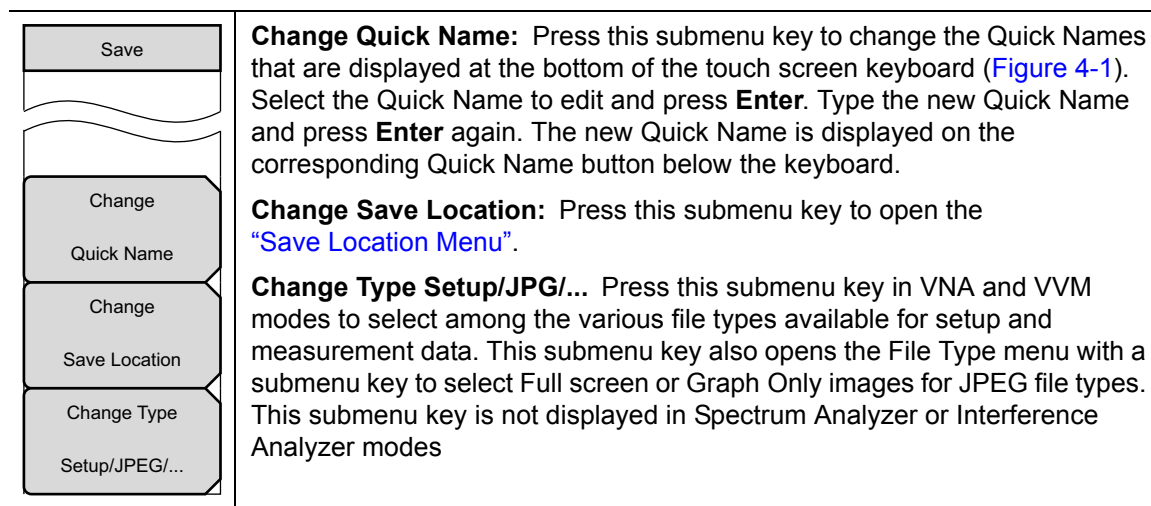 Save
Change
Quick Name
Change
Save Location
Change Type
Setup/JPEG/...
Change Quick Name: Press this submenu key to change the Quick Names
that are displayed at the bottom of the touch screen keyboard (Figure 4-1).
Select the Quick Name to edit and press Enter. Type the new Quick Name
and press Enter again. The new Quick Name is displayed on the
corresponding Quick Name button below the keyboard.
Change Save Location: Press this submenu key to open the
“Save Location Menu”.
Change Type Setup/JPG/... Press this submenu key in VNA and VVM
modes to select among the various file types available for setup and
measurement data. This submenu key also opens the File Type menu with a
submenu key to select Full screen or Graph Only images for JPEG file types.
This submenu key is not displayed in Spectrum Analyzer or Interference
Analyzer modes